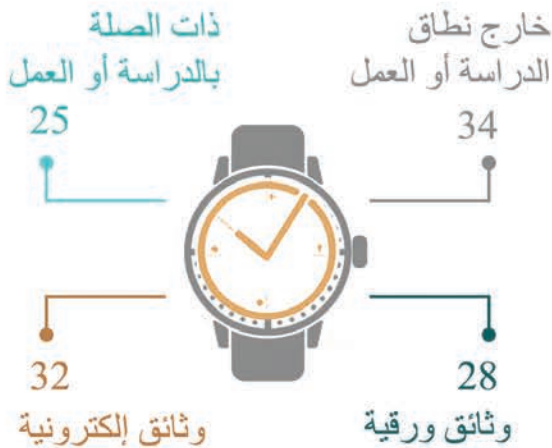 خارج نطاق
الدراسة أو العمل
34
ذات الصلة
بالدراسة أو العمل
25
28
وثائق ورقية
32
وثائق إلكترونية